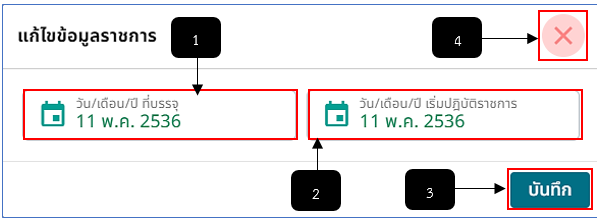 แก้ไขข้อมูลราชการ
1
4
วัน/เดือน/ปี ที่บรรจุ
11 พ.ค. 2536
วัน/เดือน/ปี เริ่มปฏิบัติราชการ
11 พ.ค. 2536
2
3
บันทึก